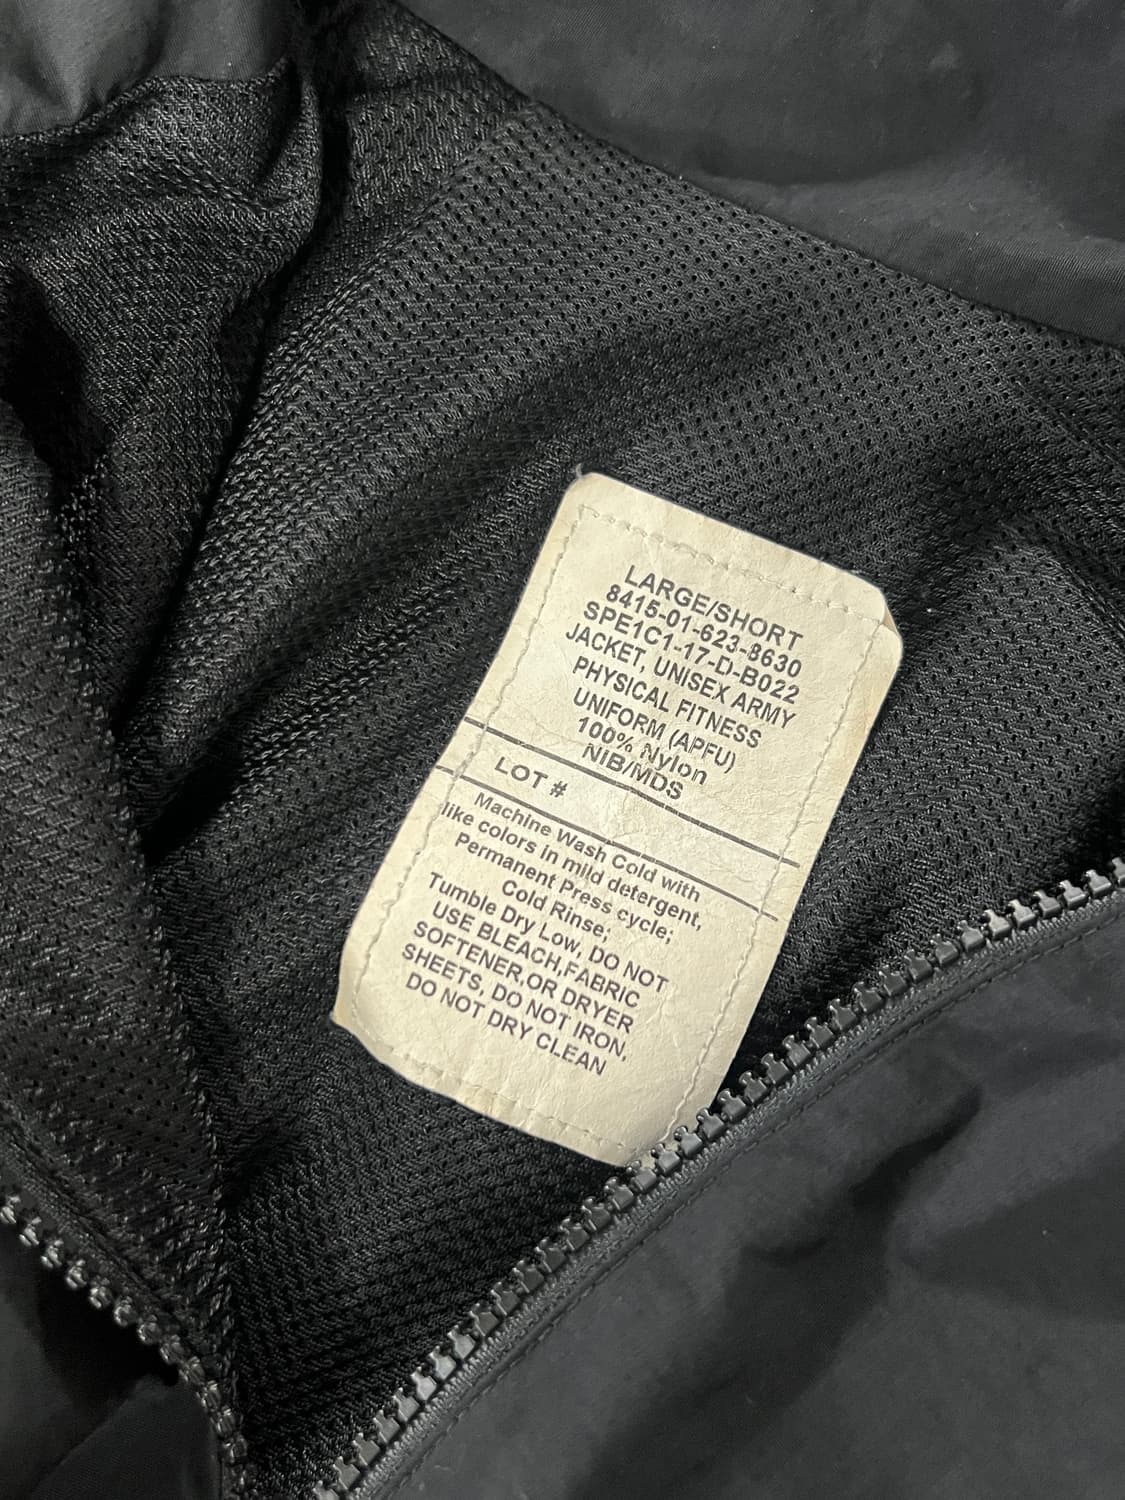 LARGE/SHORT
8415-01-623-8630
SPE1C1-17-D-B022
JACKET, UNISEX ARMY
PHYSICAL FITNESS
UNIFORM (APFU)
100% Nylon
NIB/MDS
LOT #
Machine Wash Cold with
like colors in mild detergent,
Permanent Press cycle;
Cold Rinse;
Tumble Dry Low, DO NOT
USE BLEACH,FABRIC
SOFTENER,OR DRYER
SHEETS, DO NOT IRON,
DO NOT DRY CLEAN